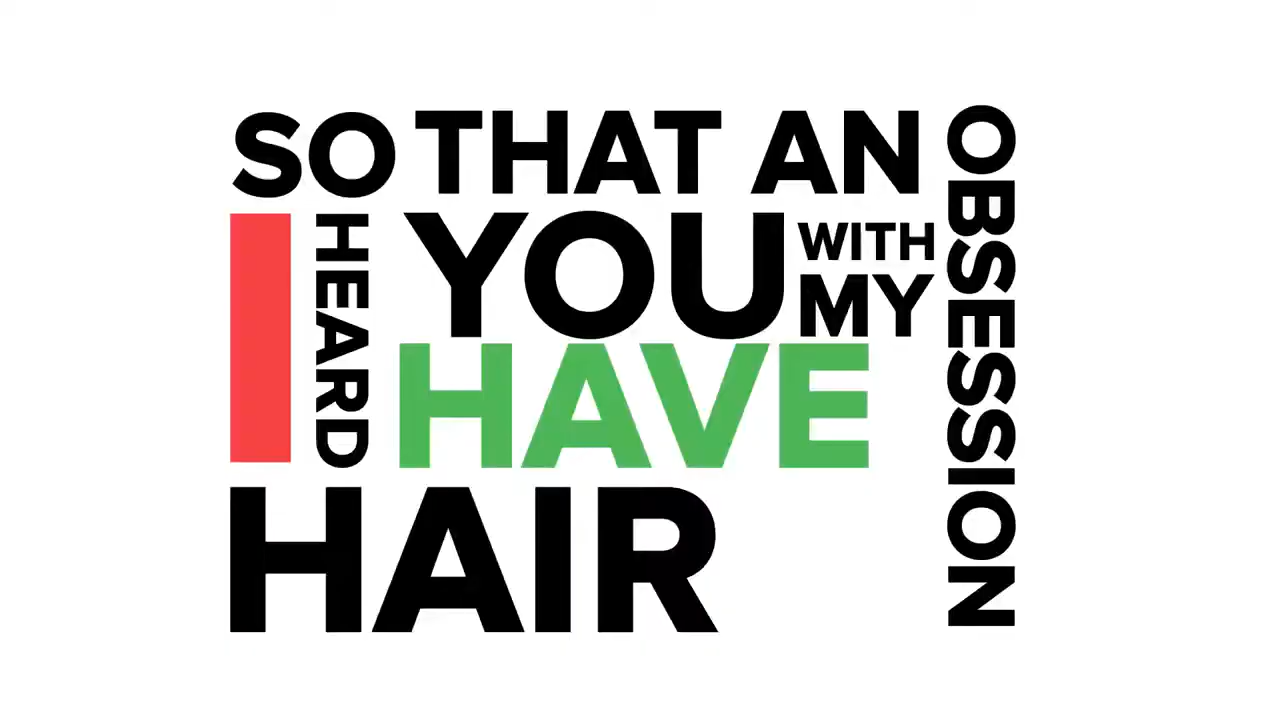 SO THAT AN
I HEARD YOU WITH MY
HAVE
HAIR
OBSESSION